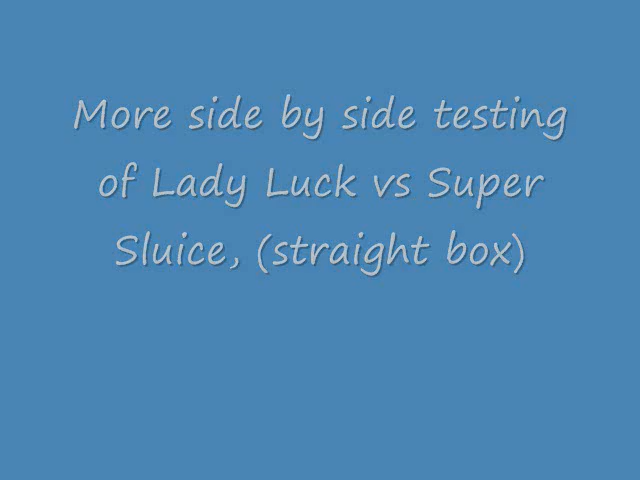 More side by side testing
of Lady Luck vs Super
Sluice, (straight box)